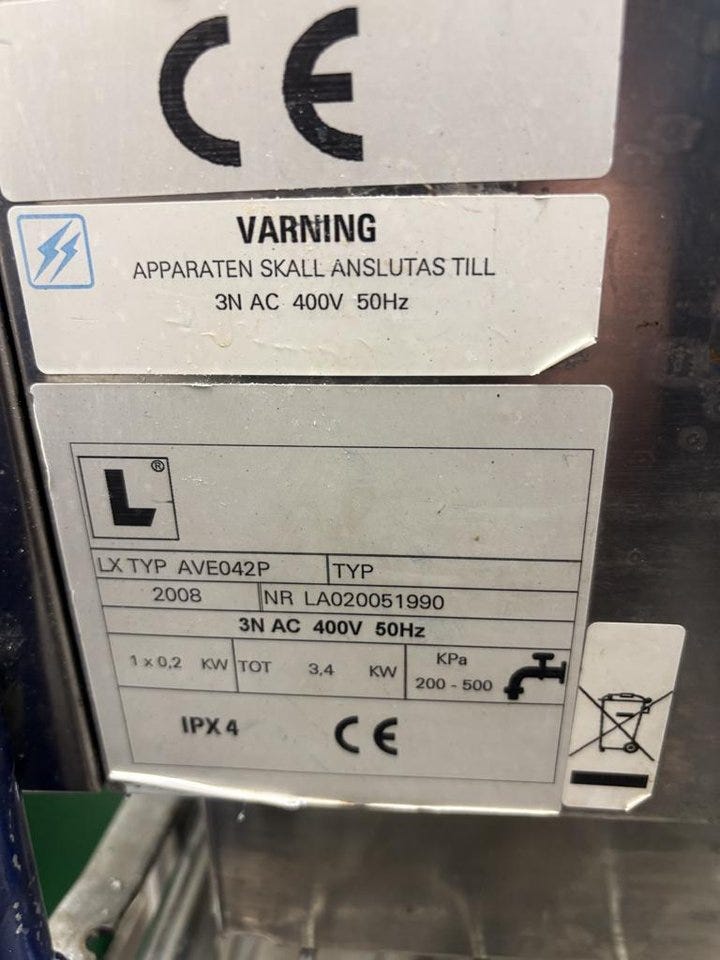 CE
VARNING
APPARATEN SKALL ANSLUTAS TILL
3N AC 400V 50Hz
L®
LX TYP AVE042P TYP
2008 NR LA020051990
3N AC 400V 50Hz
1 x 0,2 KW TOT 3,4 KW KPa 200 - 500
IPX 4 CE